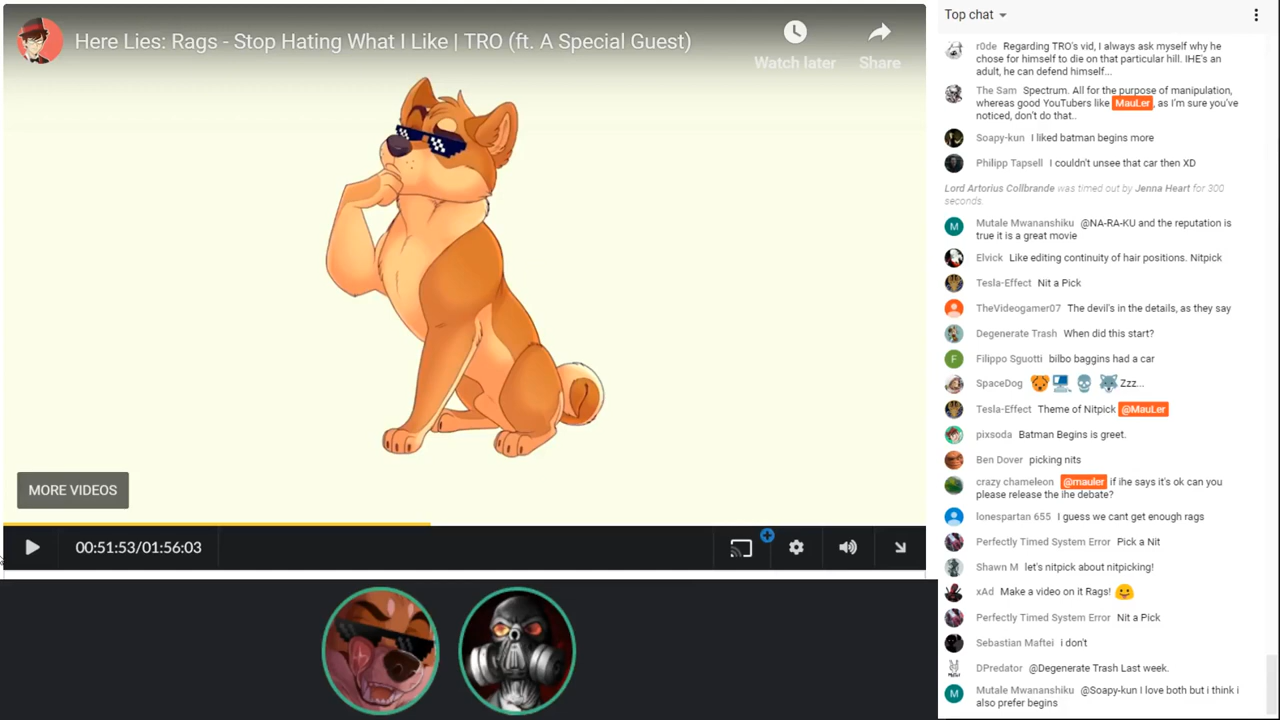 Here Lies: Rags - Stop Hating What I Like | TRO (ft. A Special Guest)
Watch later
Share
MORE VIDEOS
00:51:53/01:56:03
Top chat
r0de Regarding TRO's vid, I always ask myself why he
chose for himself to die on that particular hill. IHE's an
adult, he can defend himself...
The Sam Spectrum. All for the purpose of manipulation,
whereas good YouTubers like MauLer, as I'm sure you've
noticed, don't do that..
Soapy-kun I liked batman begins more
Philipp Tapsell I couldn't unsee that car then XD
Lord Artorius Collbrande was timed out by Jenna Heart for 300
seconds.
M
Mutale Mwananshiku @NA-RA-KU and the reputation is
true it is a great movie
Elvick Like editing continuity of hair positions. Nitpick
Tesla-Effect Nit a Pick
TheVideogamer07 The devil's in the details, as they say
Degenerate Trash When did this start?
F
Filippo Sguotti bilbo baggins had a car
SpaceDog Zzz...
Tesla-Effect Theme of Nitpick @MauLer
pixsoda Batman Begins is greet.
Ben Dover picking nits
crazy chameleon @mauler if ihe says it's ok can you
please release the ihe debate?
lonespartan 655 I guess we cant get enough rags
Perfectly Timed System Error Pick a Nit
Shawn M let's nitpick about nitpicking!
xAd Make a video on it Rags!
Perfectly Timed System Error Nit a Pick
Sebastian Maftei i don't
DPredator @Degenerate Trash Last week.
M
Mutale Mwananshiku @Soapy-kun I love both but i think i
also prefer begins